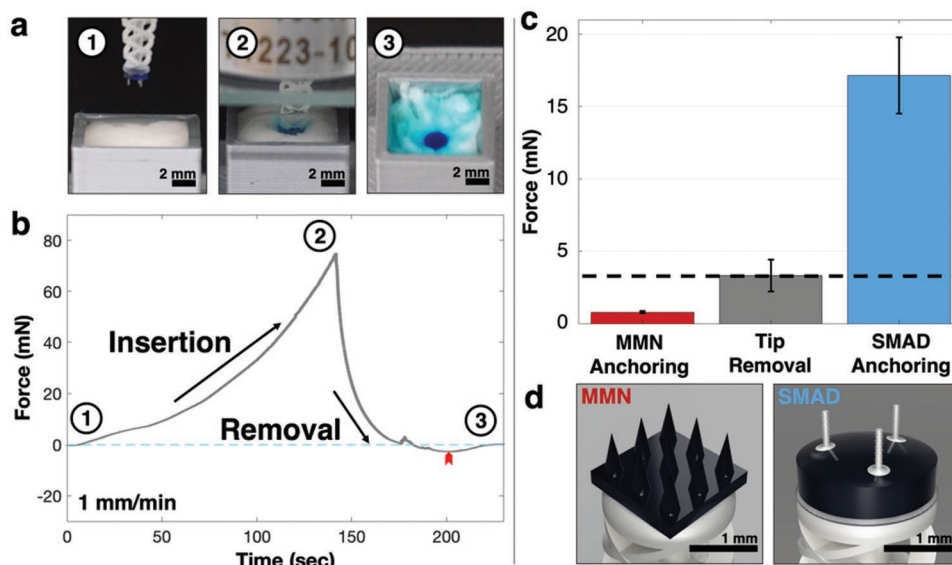 a
1
2
3
223-10
2 mm
2 mm
2 mm
b
Force (mN)
80
60
40
20
0
-20
2
Insertion
Removal
1
3
1 mm/min
0
50
100
150
200
Time (sec)
c
Force (mN)
20
15
10
5
0
MMN
Anchoring
Tip
Removal
SMAD
Anchoring
d
MMN
1 mm
SMAD
1 mm